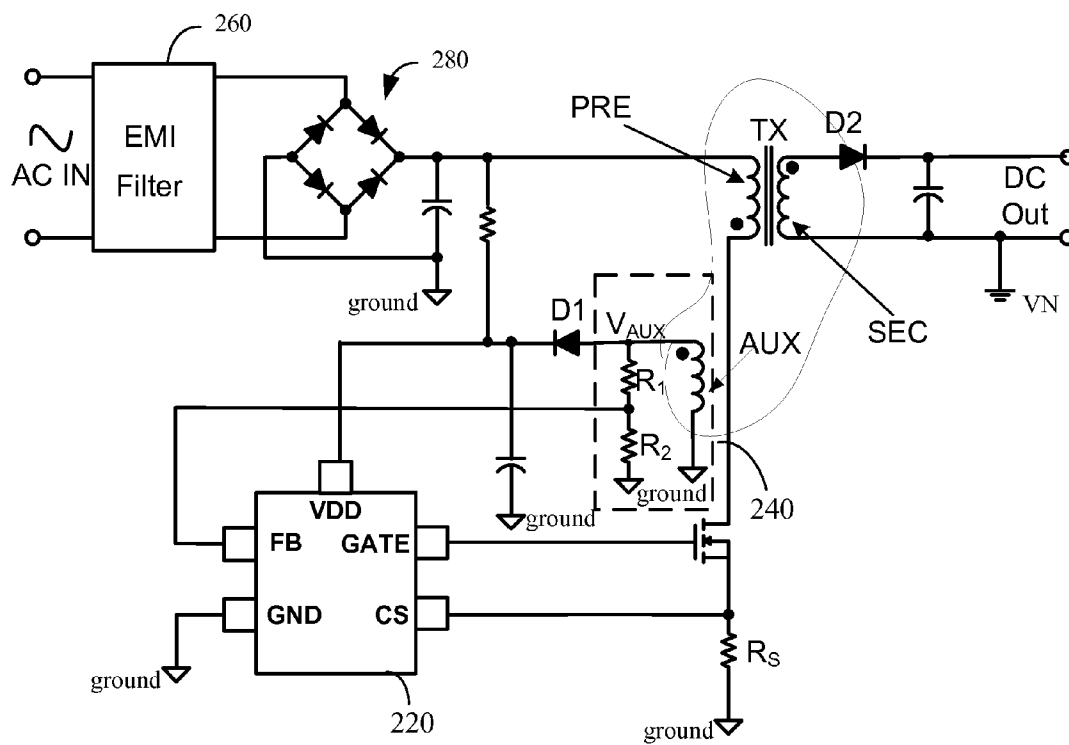 260
280
EMI
Filter
AC IN
PRE
TX
D2
DC
Out
VN
SEC
ground
D1
VAUX
AUX
R1
R2
ground
240
ground
VDD
FB
GATE
GND
CS
ground
220
RS
ground